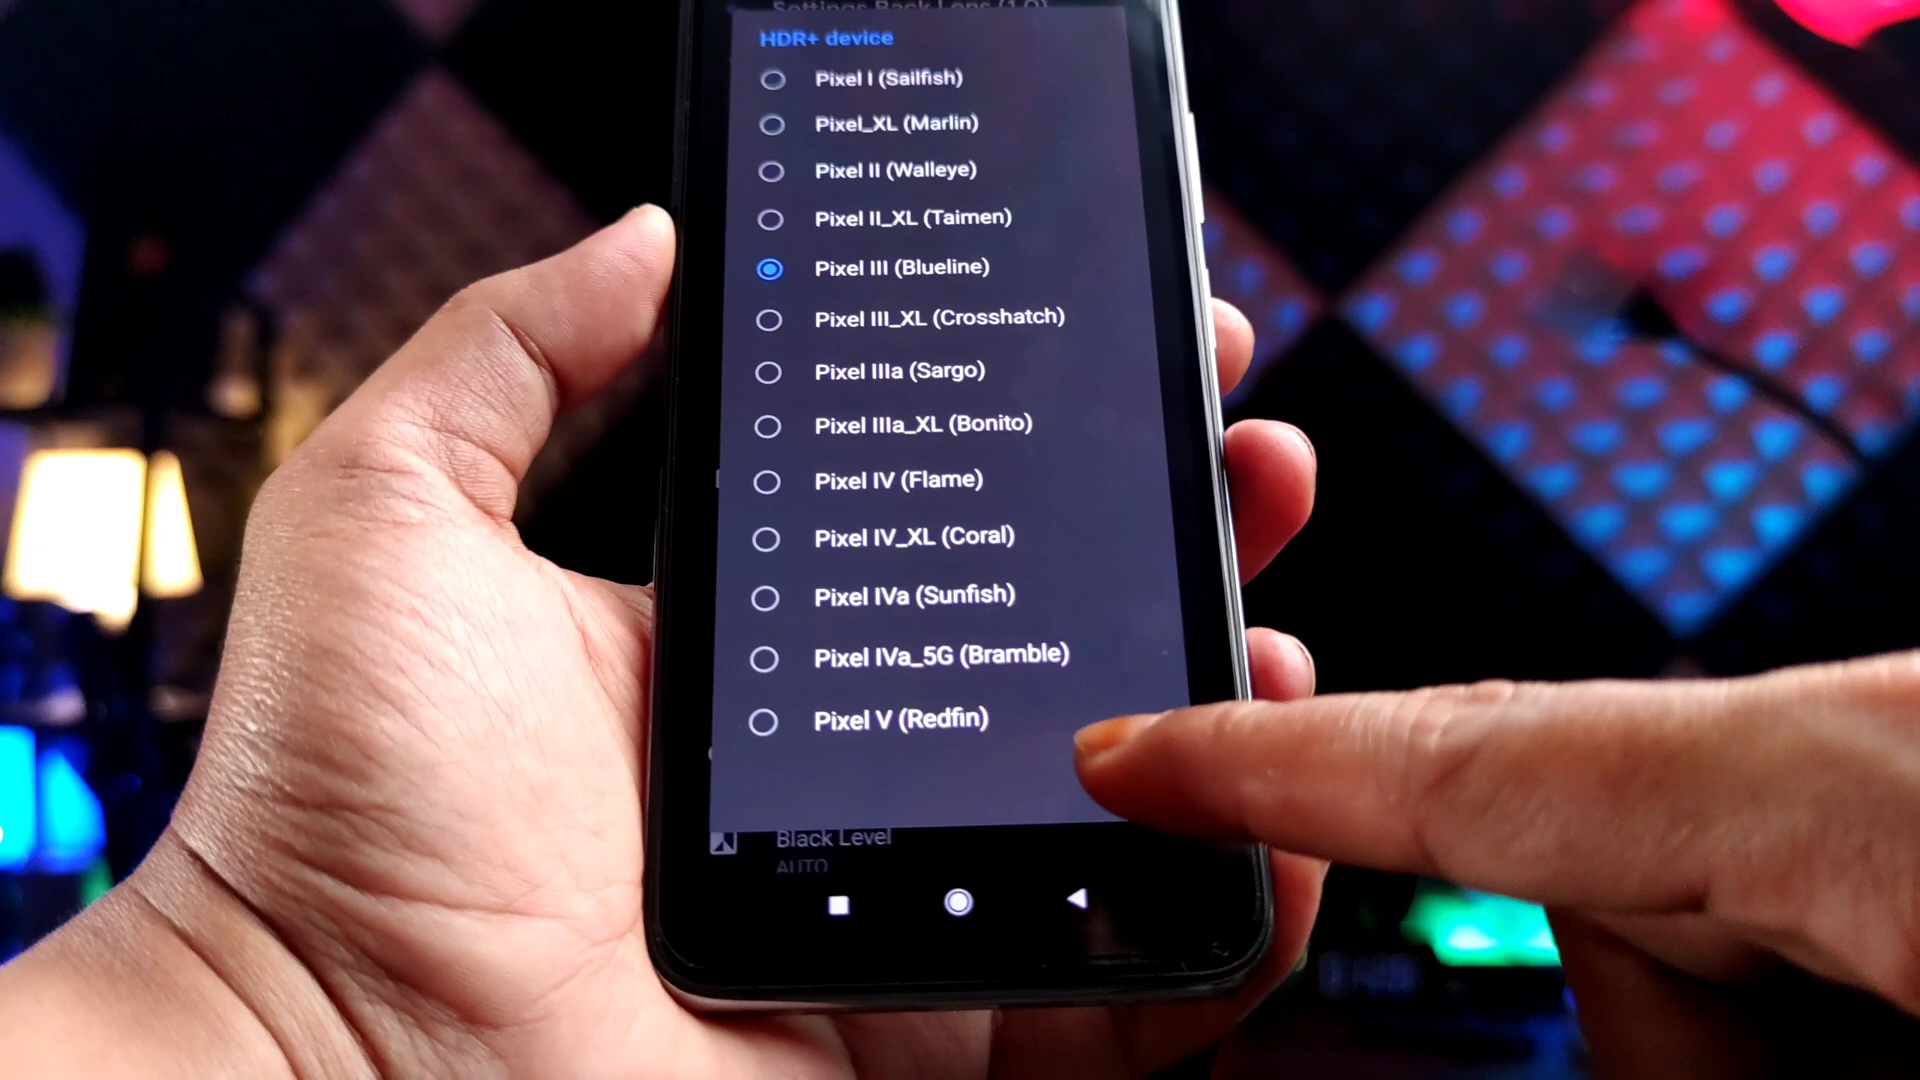 Settings Back Lens (1.0)
HDR+ device
Pixel I (Sailfish)
Pixel_XL (Marlin)
Pixel II (Walleye)
Pixel II_XL (Taimen)
Pixel III (Blueline)
Pixel III_XL (Crosshatch)
Pixel IIIa (Sargo)
Pixel IIIa_XL (Bonito)
Pixel IV (Flame)
Pixel IV_XL (Coral)
Pixel IVa (Sunfish)
Pixel IVa_5G (Bramble)
Pixel V (Redfin)
Black Level
AUTO